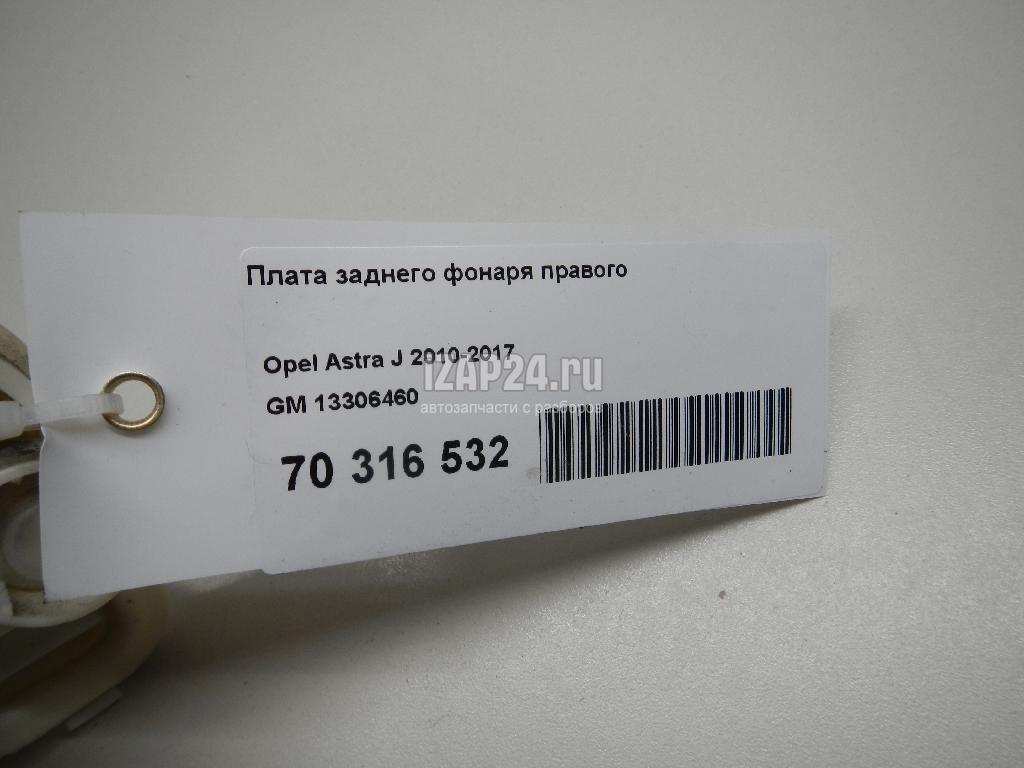 Плата заднего фонаря правого
Opel Astra J 2010-2017
IZAP24.ru
GM 13306460
автозапчасти с разборов
70 316 532